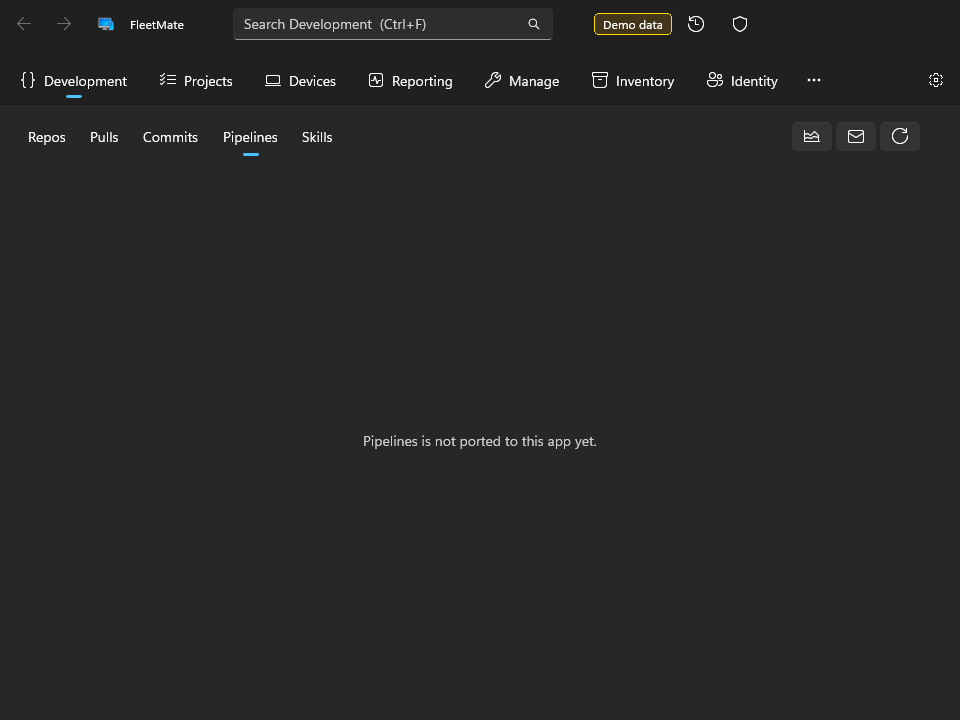 FleetMate
Search Development (Ctrl+F)
Demo data
Development
Projects
Devices
Reporting
Manage
Inventory
Identity
Repos
Pulls
Commits
Pipelines
Skills
Pipelines is not ported to this app yet.